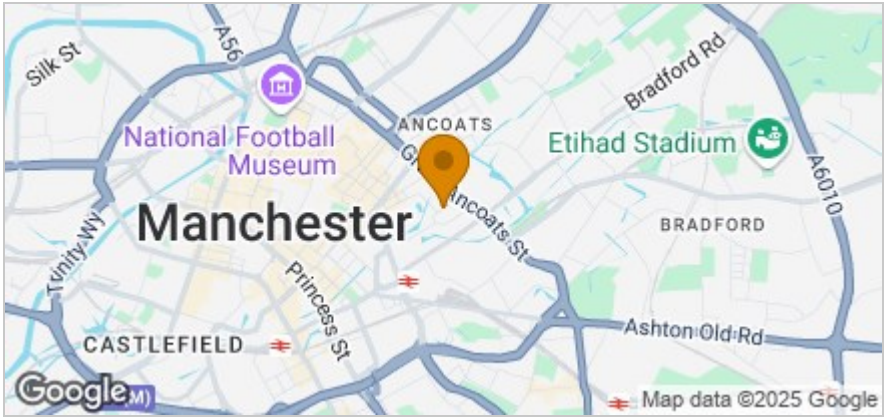 A56
Silk St
Bradford Rd
National Football
Museum
ANCOATS
Etihad Stadium
A6010
Ancoats St
Manchester
BRADFORD
Trinity Wy
Princess St
Ashton Old Rd
CASTLEFIELD
Google
(M)
Map data ©2025 Google